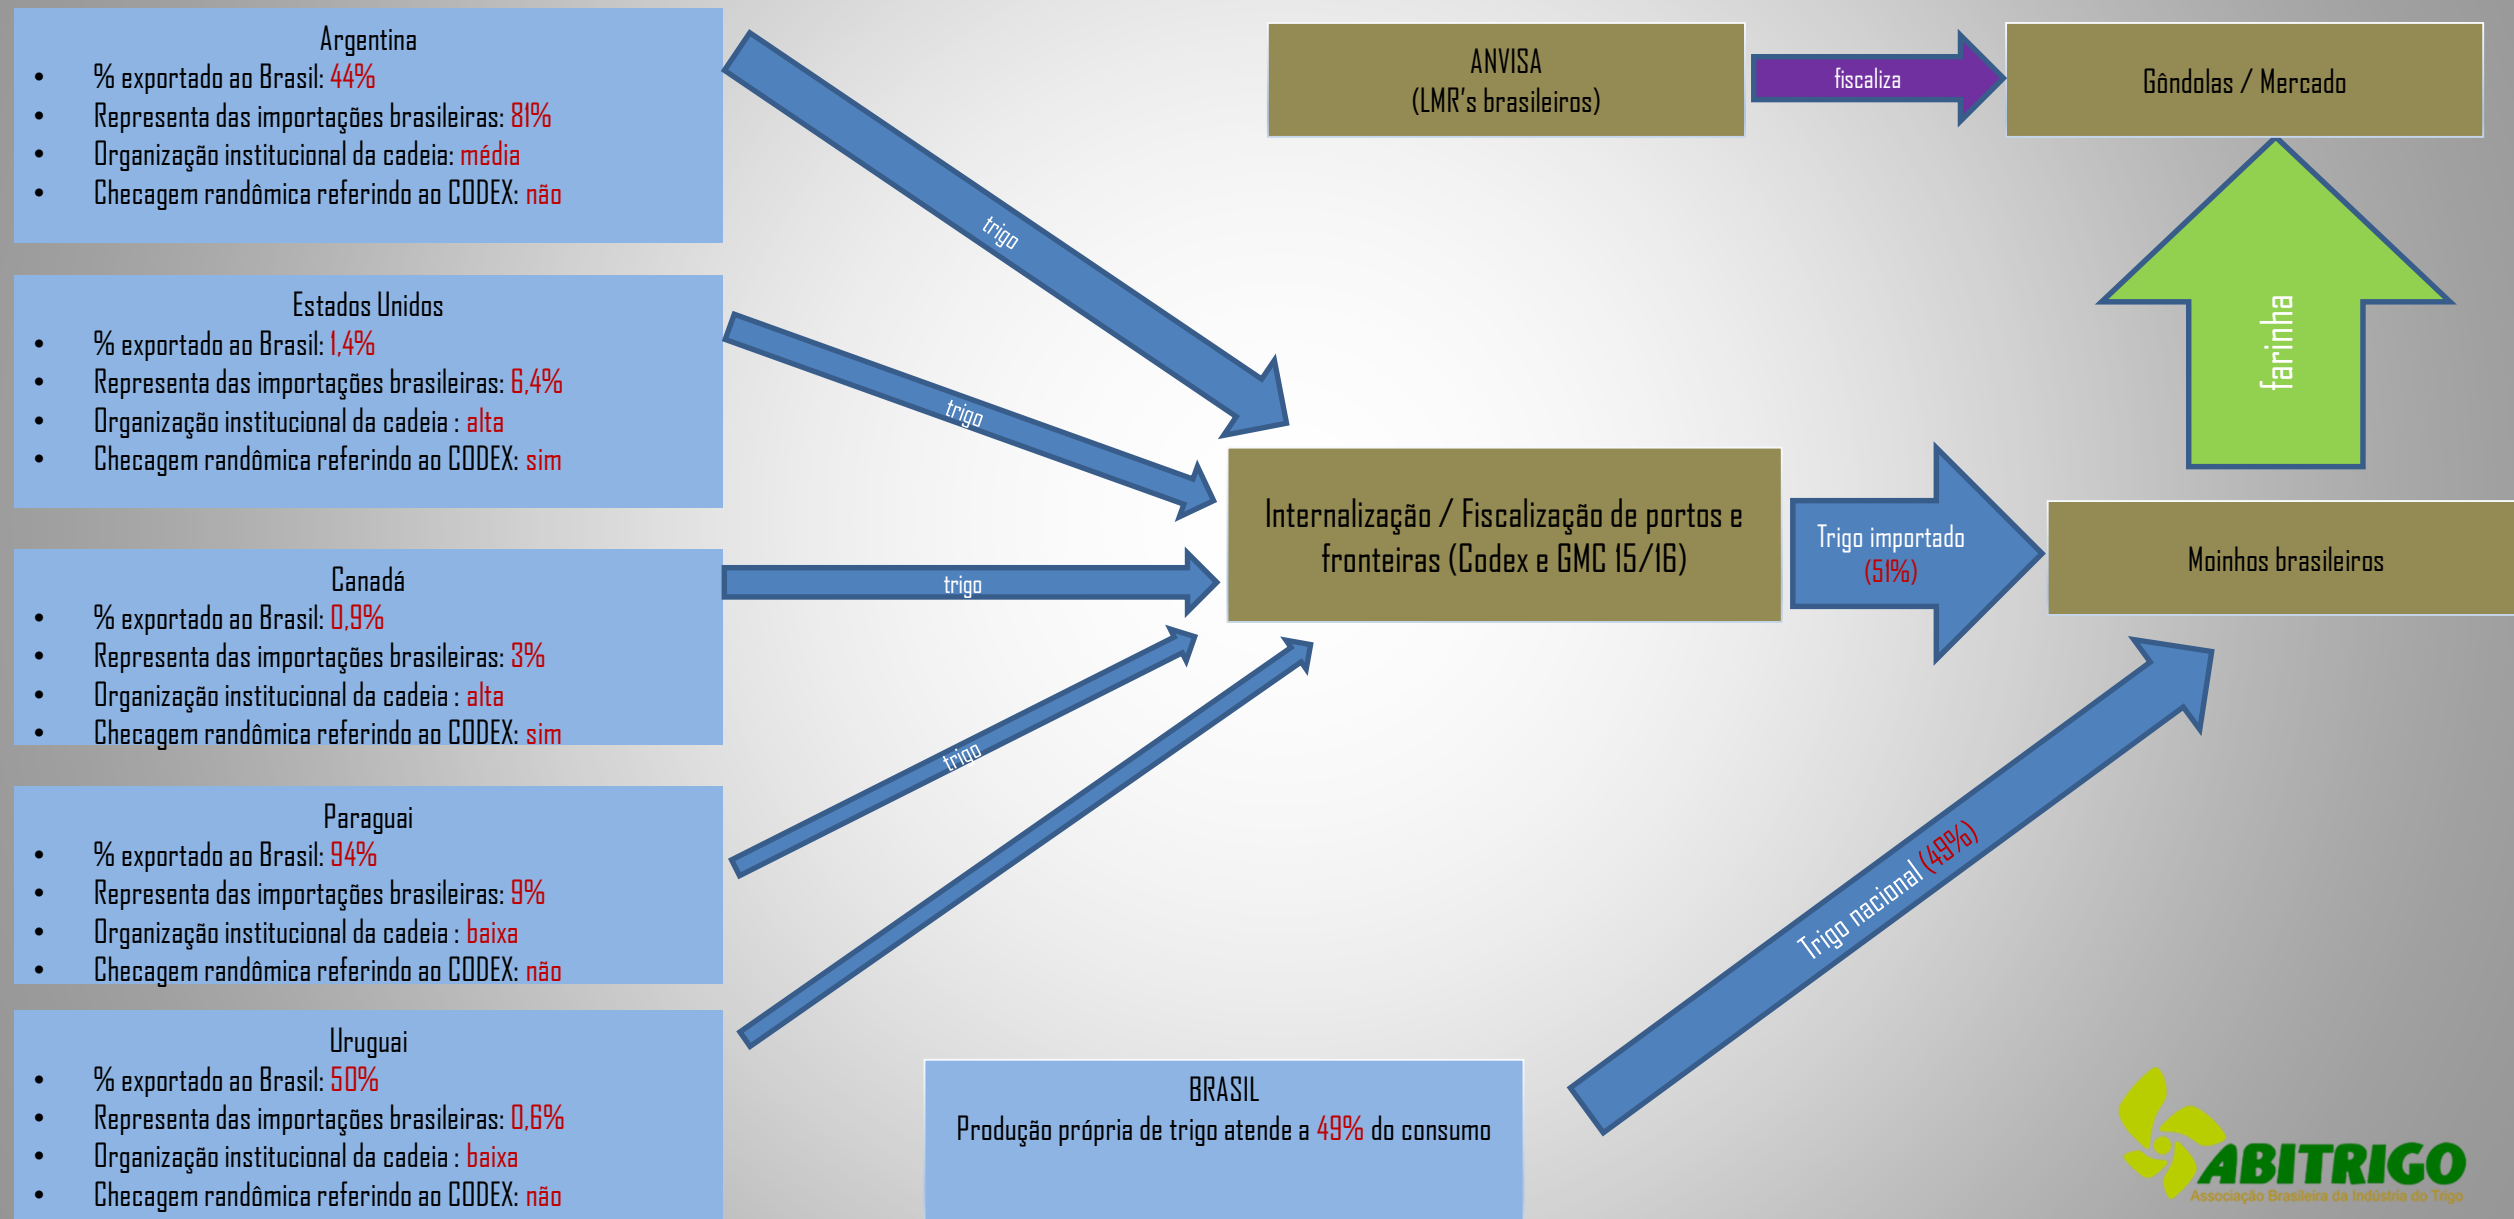 Argentina
• % exportado ao Brasil: 44%
• Representa das importações brasileiras: 81%
• Organização institucional da cadeia: média
• Checagem randômica referindo ao CODEX: não
Estados Unidos
• % exportado ao Brasil: 1,4%
• Representa das importações brasileiras: 6,4%
• Organização institucional da cadeia : alta
• Checagem randômica referindo ao CODEX: sim
Canadá
• % exportado ao Brasil: 0,9%
• Representa das importações brasileiras: 3%
• Organização institucional da cadeia : alta
• Checagem randômica referindo ao CODEX: sim
Paraguai
• % exportado ao Brasil: 94%
• Representa das importações brasileiras: 9%
• Organização institucional da cadeia : baixa
• Checagem randômica referindo ao CODEX: não
Uruguai
• % exportado ao Brasil: 50%
• Representa das importações brasileiras: 0,6%
• Organização institucional da cadeia : baixa
• Checagem randômica referindo ao CODEX: não
trigo
trigo
trigo
trigo
ANVISA
(LMR's brasileiros)
fiscaliza
Gôndolas / Mercado
farinha
Internalização / Fiscalização de portos e
fronteiras (Codex e GMC 15/16)
Trigo importado
(51%)
Moinhos brasileiros
Trigo nacional (49%)
BRASIL
Produção própria de trigo atende a 49% do consumo
ABITRIGO
Associação Brasileira da Indústria do Trigo